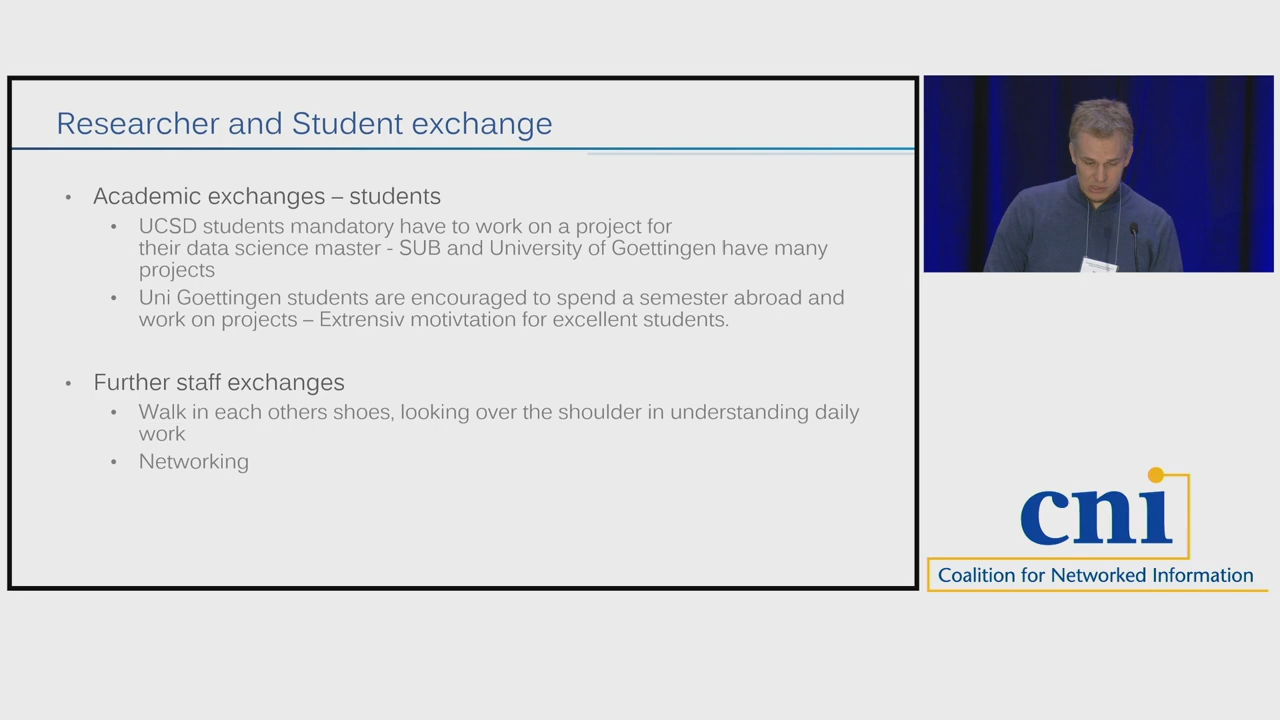 Researcher and Student exchange
• Academic exchanges – students
• UCSD students mandatory have to work on a project for
their data science master - SUB and University of Goettingen have many
projects
• Uni Goettingen students are encouraged to spend a semester abroad and
work on projects – Extrensiv motivtation for excellent students.
• Further staff exchanges
• Walk in each others shoes, looking over the shoulder in understanding daily
work
• Networking
cni
Coalition for Networked Information